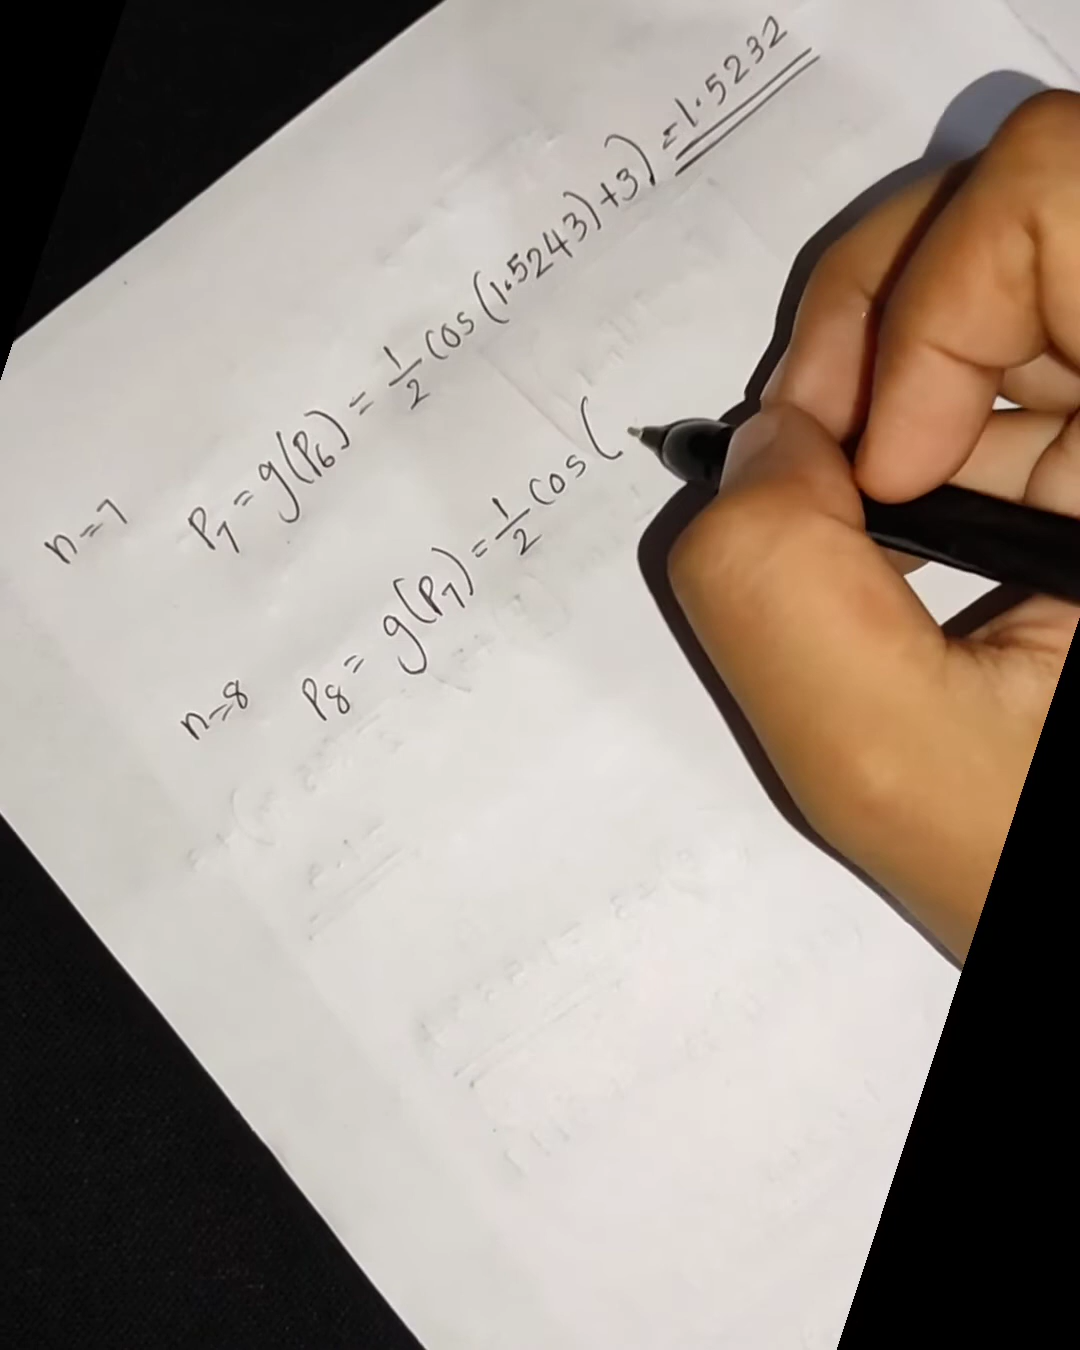 n=7 P₇ = g(P₆) = 1/2 cos(1.5243)+3) = 1.5232
n=8 P₈ = g(P₇) = 1/2 cos(